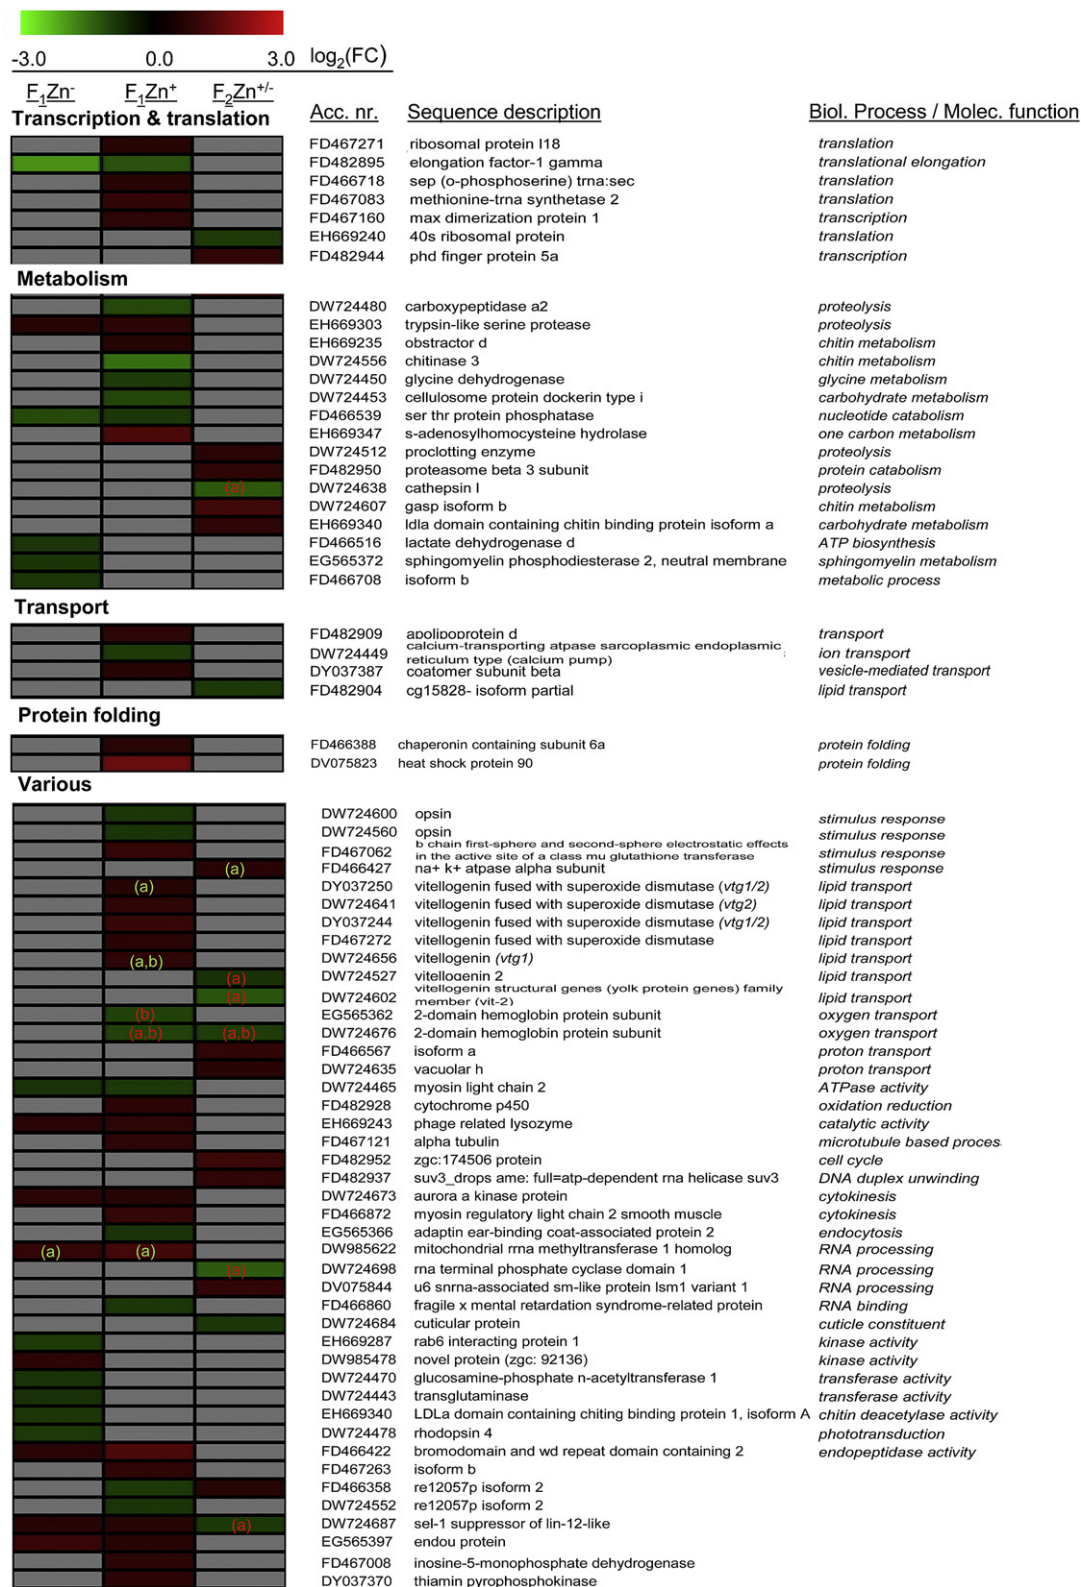 -3.0 0.0 3.0 log2(FC)
F1Zn- F1Zn+ F2Zn+/-
Acc. nr. Sequence description Biol. Process / Molec. function
Transcription & translation
FD467271 ribosomal protein l18 translation
FD482895 elongation factor-1 gamma translational elongation
FD466718 sep (o-phosphoserine) trna:sec translation
FD467083 methionine-trna synthetase 2 translation
FD467160 max dimerization protein 1 transcription
EH669240 40s ribosomal protein translation
FD482944 phd finger protein 5a transcription
Metabolism
DW724480 carboxypeptidase a2 proteolysis
EH669303 trypsin-like serine protease proteolysis
EH669235 obstractor d chitin metabolism
DW724556 chitinase 3 chitin metabolism
DW724450 glycine dehydrogenase glycine metabolism
DW724453 cellulosome protein dockerin type i carbohydrate metabolism
FD466539 ser thr protein phosphatase nucleotide catabolism
EH669347 s-adenosylhomocysteine hydrolase one carbon metabolism
DW724512 proclotting enzyme proteolysis
FD482950 proteasome beta 3 subunit protein catabolism
(a) DW724638 cathepsin l proteolysis
DW724607 gasp isoform b chitin metabolism
EH669340 ldla domain containing chitin binding protein isoform a carbohydrate metabolism
FD466516 lactate dehydrogenase d ATP biosynthesis
EG565372 sphingomyelin phosphodiesterase 2, neutral membrane sphingomyelin metabolism
FD466708 isoform b metabolic process
Transport
FD482909 apolipoprotein d transport
DW724449 calcium-transporting atpase sarcoplasmic endoplasmic ion transport
reticulum type (calcium pump)
DY037387 coatomer subunit beta vesicle-mediated transport
FD482904 cg15828- isoform partial lipid transport
Protein folding
FD466388 chaperonin containing subunit 6a protein folding
DV075823 heat shock protein 90 protein folding
Various
DW724600 opsin stimulus response
DW724560 opsin stimulus response
FD467062 b chain first-sphere and second-sphere electrostatic effects stimulus response
in the active site of a class mu glutathione transferase
(a) FD466427 na+ k+ atpase alpha subunit stimulus response
(a) DY037250 vitellogenin fused with superoxide dismutase (vtg1/2) lipid transport
DW724641 vitellogenin fused with superoxide dismutase (vtg2) lipid transport
DY037244 vitellogenin fused with superoxide dismutase (vtg1/2) lipid transport
FD467272 vitellogenin fused with superoxide dismutase lipid transport
(a,b) DW724656 vitellogenin (vtg1) lipid transport
(a) DW724527 vitellogenin 2 lipid transport
(a) DW724602 vitellogenin structural genes (yolk protein genes) family lipid transport
member (vit-2)
(b) EG565362 2-domain hemoglobin protein subunit oxygen transport
(a,b) (a,b) DW724676 2-domain hemoglobin protein subunit oxygen transport
FD466567 isoform a proton transport
DW724635 vacuolar h proton transport
DW724465 myosin light chain 2 ATPase activity
FD482928 cytochrome p450 oxidation reduction
EH669243 phage related lysozyme catalytic activity
FD467121 alpha tubulin microtubule based proces
FD482952 zgc:174506 protein cell cycle
FD482937 suv3_drops ame: full=atp-dependent rna helicase suv3 DNA duplex unwinding
DW724673 aurora a kinase protein cytokinesis
FD466872 myosin regulatory light chain 2 smooth muscle cytokinesis
EG565366 adaptin ear-binding coat-associated protein 2 endocytosis
(a) (a) DW985622 mitochondrial rrna methyltransferase 1 homolog RNA processing
(a) DW724698 rna terminal phosphate cyclase domain 1 RNA processing
DV075844 u6 snrna-associated sm-like protein lsm1 variant 1 RNA processing
FD466860 fragile x mental retardation syndrome-related protein RNA binding
DW724684 cuticular protein cuticle constituent
EH669287 rab6 interacting protein 1 kinase activity
DW985478 novel protein (zgc: 92136) kinase activity
DW724470 glucosamine-phosphate n-acetyltransferase 1 transferase activity
DW724443 transglutaminase transferase activity
EH669340 LDLa domain containing chiting binding protein 1, isoform A chitin deacetylase activity
DW724478 rhodopsin 4 phototransduction
FD466422 bromodomain and wd repeat domain containing 2 endopeptidase activity
FD467263 isoform b
FD466358 re12057p isoform 2
DW724552 re12057p isoform 2
(a) DW724687 sel-1 suppressor of lin-12-like
EG565397 endou protein
FD467008 inosine-5-monophosphate dehydrogenase
DY037370 thiamin pyrophosphokinase